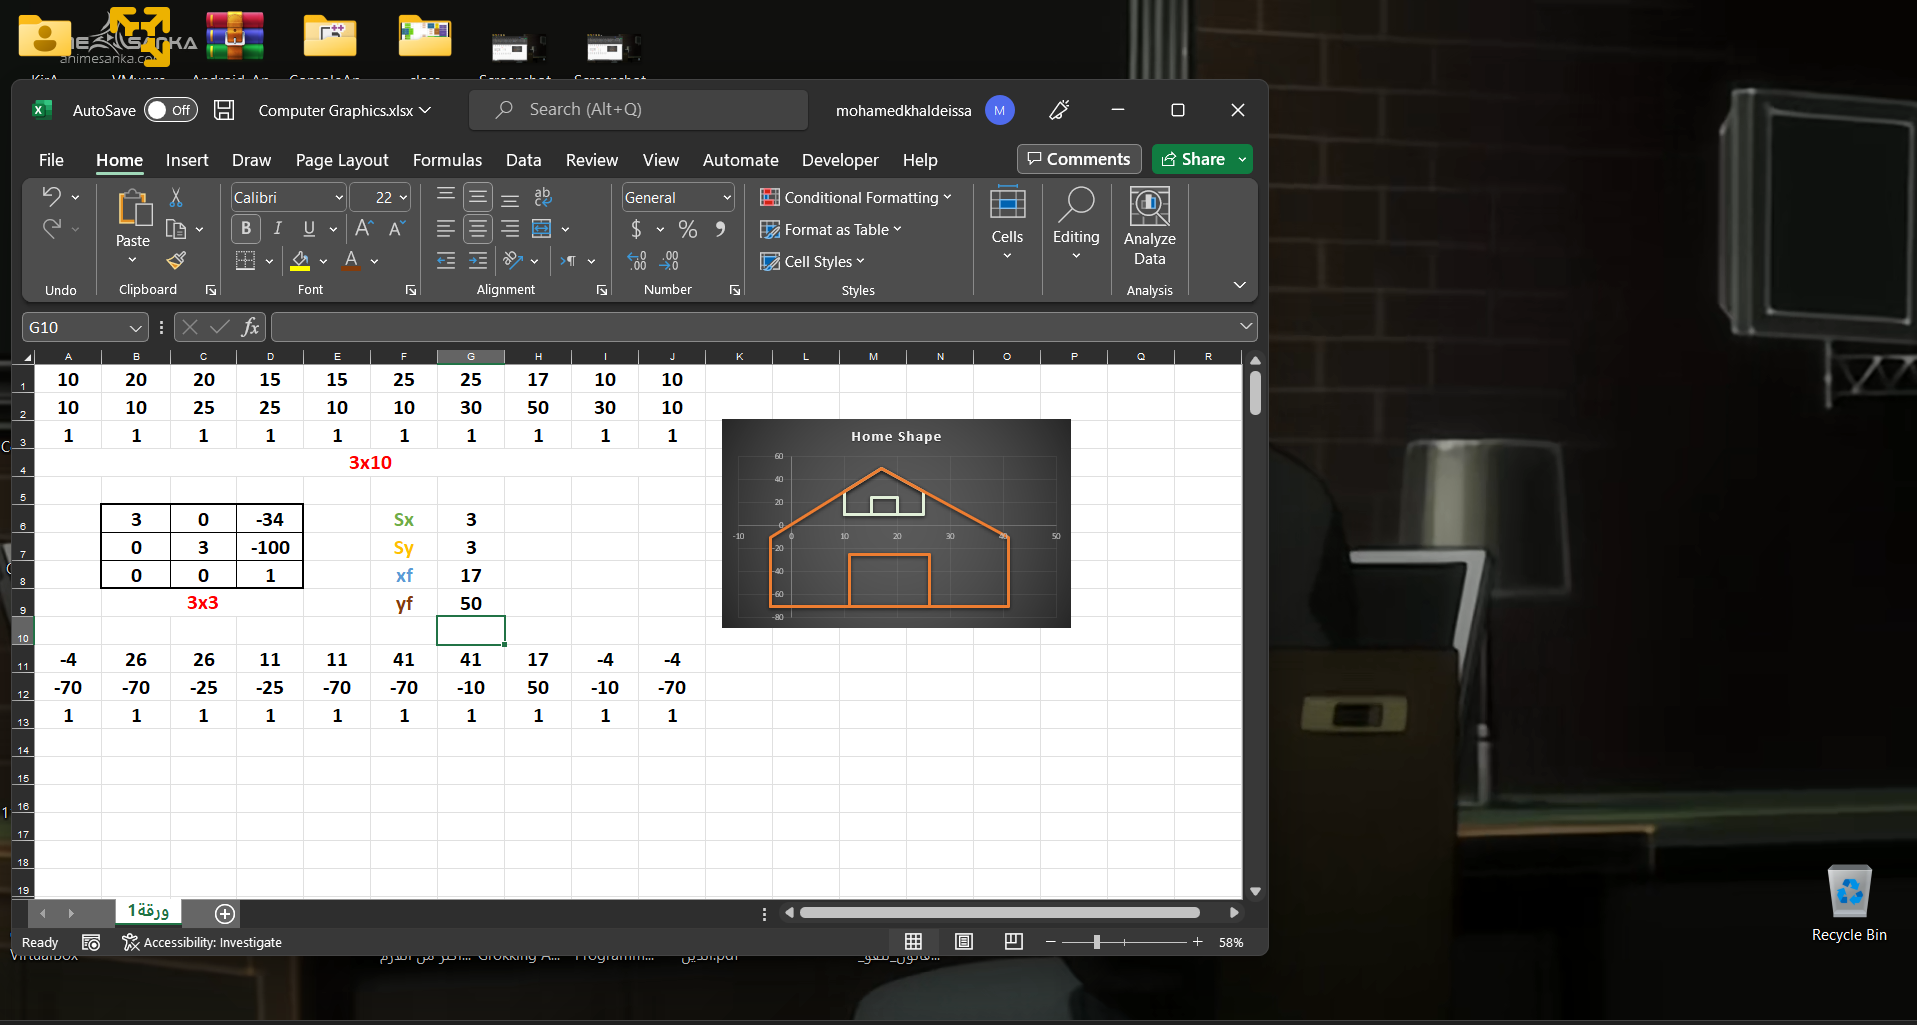 animesanka.com
AutoSave Off Computer Graphics.xlsx Search (Alt+Q) mohamedkhaldeissa M
File Home Insert Draw Page Layout Formulas Data Review View Automate Developer Help Comments Share
Calibri 22 General Conditional Formatting
Paste B I U $ % Format as Table Cells Editing Analyze Data
Cell Styles
Undo Clipboard Font Alignment Number Styles Analysis
G10 fx
A B C D E F G H I J K L M N O P Q R
1 10 20 20 15 15 25 25 17 10 10
2 10 10 25 25 10 10 30 50 30 10
3 1 1 1 1 1 1 1 1 1 1
4 3x10
5
6 3 0 -34 Sx 3
7 0 3 -100 Sy 3
8 0 0 1 xf 17
9 3x3 yf 50
10
11 -4 26 26 11 11 41 41 17 -4 -4
12 -70 -70 -25 -25 -70 -70 -10 50 -10 -70
13 1 1 1 1 1 1 1 1 1 1
14
15
16
17
18
19
Home Shape
60
40
20
0
-10 0 10 20 30 40 50
-20
-40
-60
-80
ورقة1
Ready Accessibility: Investigate 58%
Recycle Bin